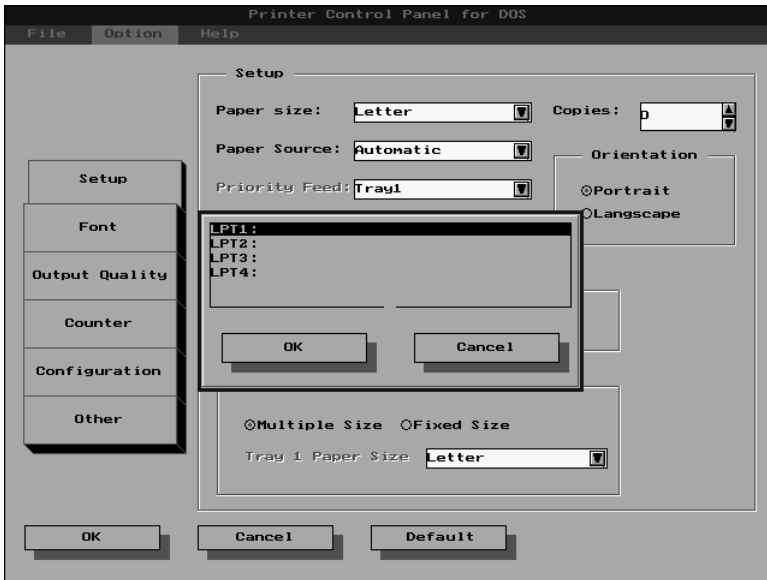 Printer Control Panel for DOS
File Option Help
Setup
Paper size: Letter Copies: 0
Paper Source: Automatic Orientation
Setup
Priority Feed: Tray1 ⊙Portrait
○Langscape
Font
LPT1:
LPT2:
LPT3:
LPT4:
Output Quality
Counter
OK Cancel
Configuration
Other
⊙Multiple Size ○Fixed Size
Tray 1 Paper Size Letter
OK Cancel Default